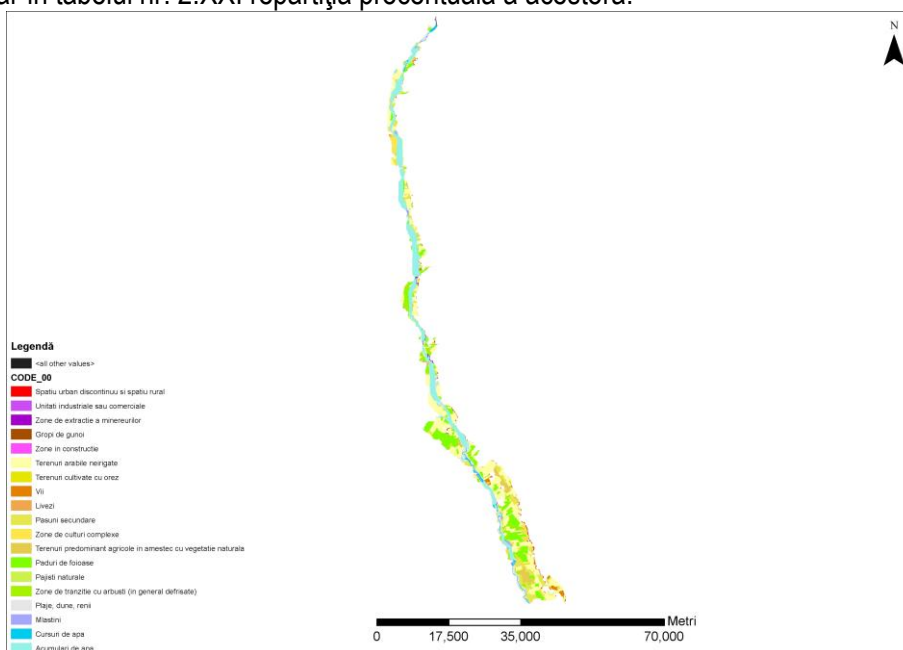 ar în tabelul nr. 2.XXI repartiţia procentuală a acestora.
N
Legendă
<all other values>
CODE_00
Spatiu urban discontinuu si spatiu rural
Unitati industriale sau comerciale
Zone de extractie a minereurilor
Gropi de gunoi
Zone in constructie
Terenuri arabile neirigate
Terenuri cultivate cu orez
Vii
Livezi
Pasuni secundare
Zone de culturi complexe
Terenuri predominant agricole in amestec cu vegetatie naturala
Paduri de foioase
Pajisti naturale
Zone de tranzitie cu arbusti (in general defrisate)
Plaje, dune, renii
Mlastini
Cursuri de apa
Acumulari de apa
Metri
0 17,500 35,000 70,000